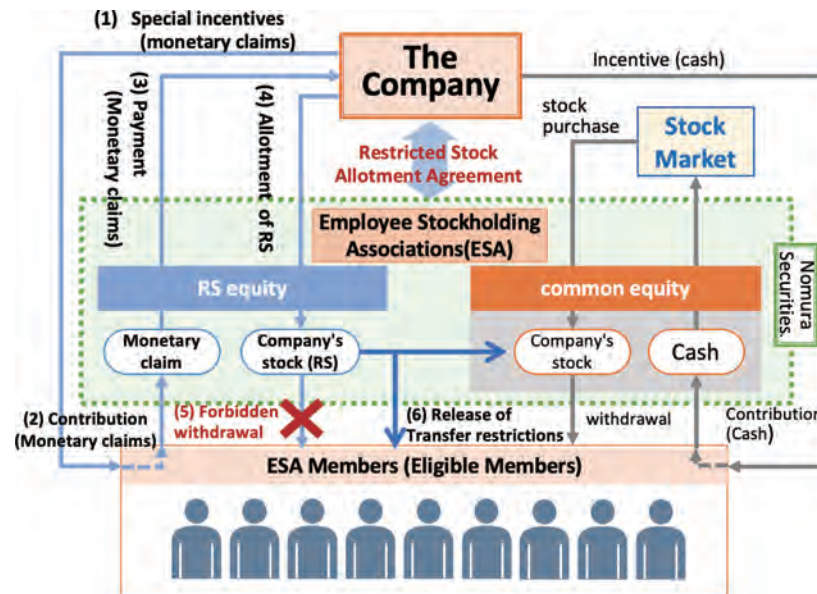 (1) Special incentives
(monetary claims)
The
Company
Incentive (cash)
(3) Payment
(Monetary claims)
(4) Allotment of RS
stock
purchase
Stock
Market
Restricted Stock
Allotment Agreement
Employee Stockholding
Associations(ESA)
Nomura
Securities.
RS equity
common equity
Monetary
claim
Company's
stock (RS)
Company's
stock
Cash
(2) Contribution
(Monetary claims)
(5) Forbidden
withdrawal
(6) Release of
Transfer restrictions
withdrawal
Contribution
(Cash)
ESA Members (Eligible Members)